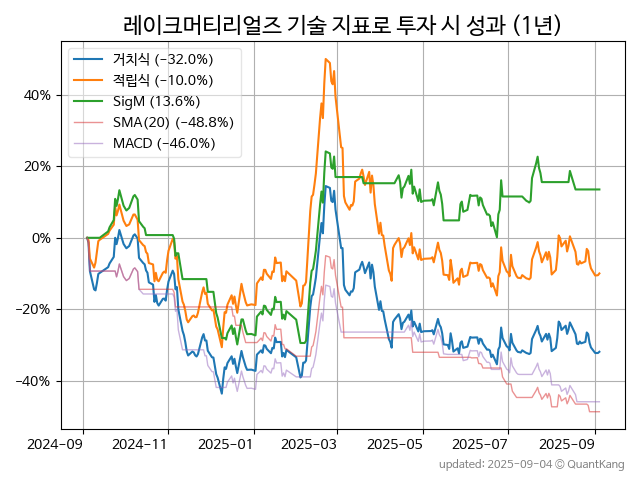 레이크머티리얼즈 기술 지표로 투자 시 성과 (1년)
거치식 (−32.0%)
적립식 (−10.0%)
SigM (13.6%)
SMA(20) (−48.8%)
MACD (−46.0%)
40%
20%
0%
−20%
−40%
2024-09 2024-11 2025-01 2025-03 2025-05 2025-07 2025-09
updated: 2025-09-04 © QuantKang